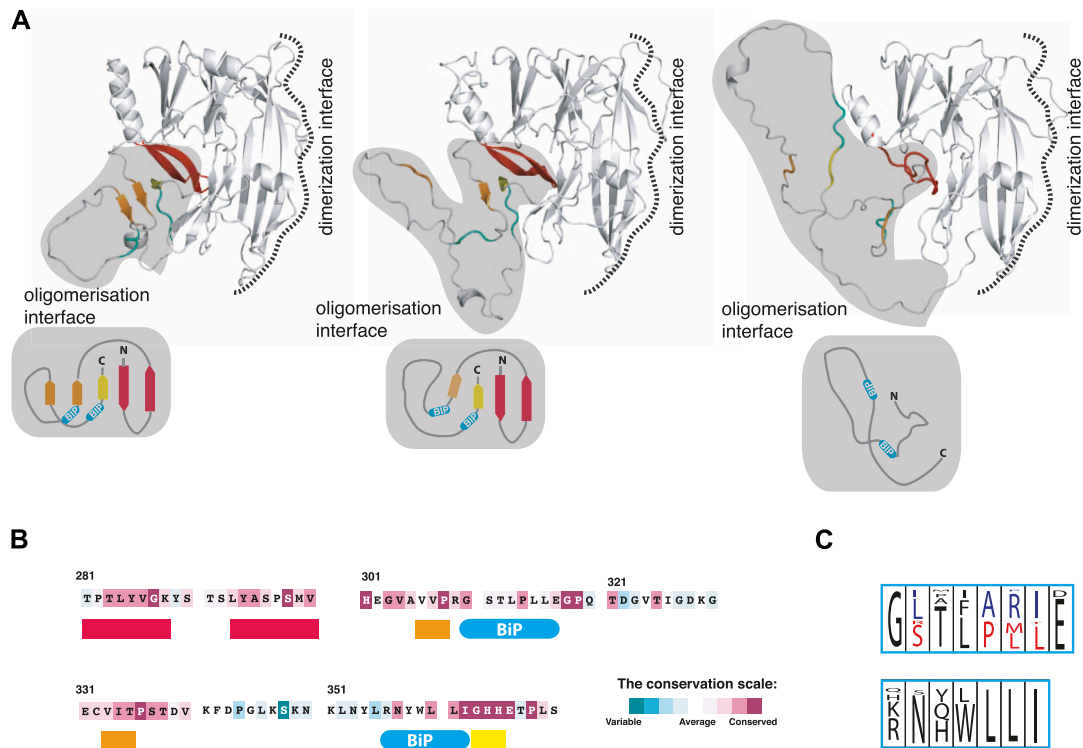 A
dimerization interface
dimerization interface
dimerization interface
oligomerisation
interface
oligomerisation
interface
oligomerisation
interface
N
C
BiP
BiP
N
C
BiP
BiP
BiP
N
BiP
C
B
C
281
301
321
TPTLYVGKYS TSLYASPSMV HEGVAVVPRG STLPLLEGPQ TDGVTIGDKG
BiP
331
351
ECVITPSTDV KFDPGLKSKN KLNYLRNYWL LIGHHETPLS
BiP
The conservation scale:
Variable Average Conserved
D
I A I R
G L T F A I E
S L P M L
L
K N Y L L L I
R Q W
H